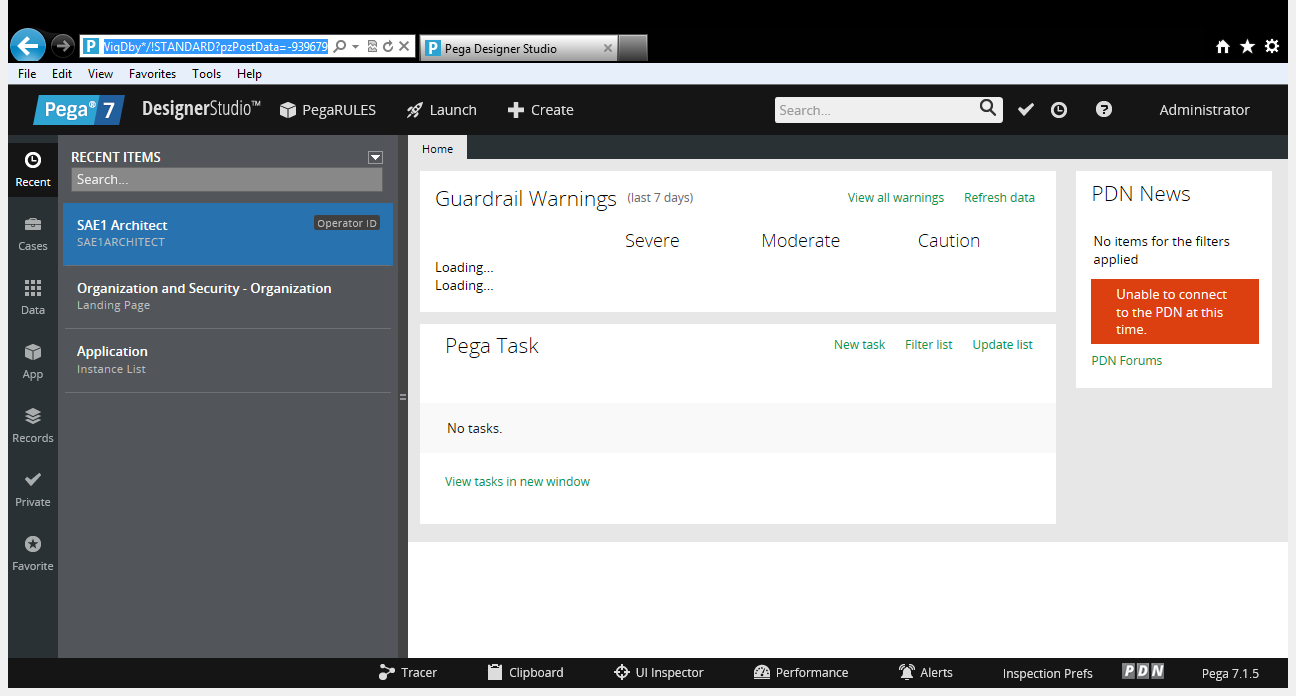 ViqDby*/!STANDARD?pzPostData=-939679
Pega Designer Studio
File Edit View Favorites Tools Help
Pega® 7 DesignerStudio™ PegaRULES Launch Create Search... Administrator
Recent
Cases
Data
App
Records
Private
Favorite
RECENT ITEMS
Search...
SAE1 Architect Operator ID
SAE1ARCHITECT
Organization and Security - Organization
Landing Page
Application
Instance List
Home
Guardrail Warnings (last 7 days) View all warnings Refresh data
Severe Moderate Caution
Loading...
Loading...
Pega Task New task Filter list Update list
No tasks.
View tasks in new window
PDN News
No items for the filters
applied
Unable to connect
to the PDN at this
time.
PDN Forums
Tracer Clipboard UI Inspector Performance Alerts Inspection Prefs PDN Pega 7.1.5